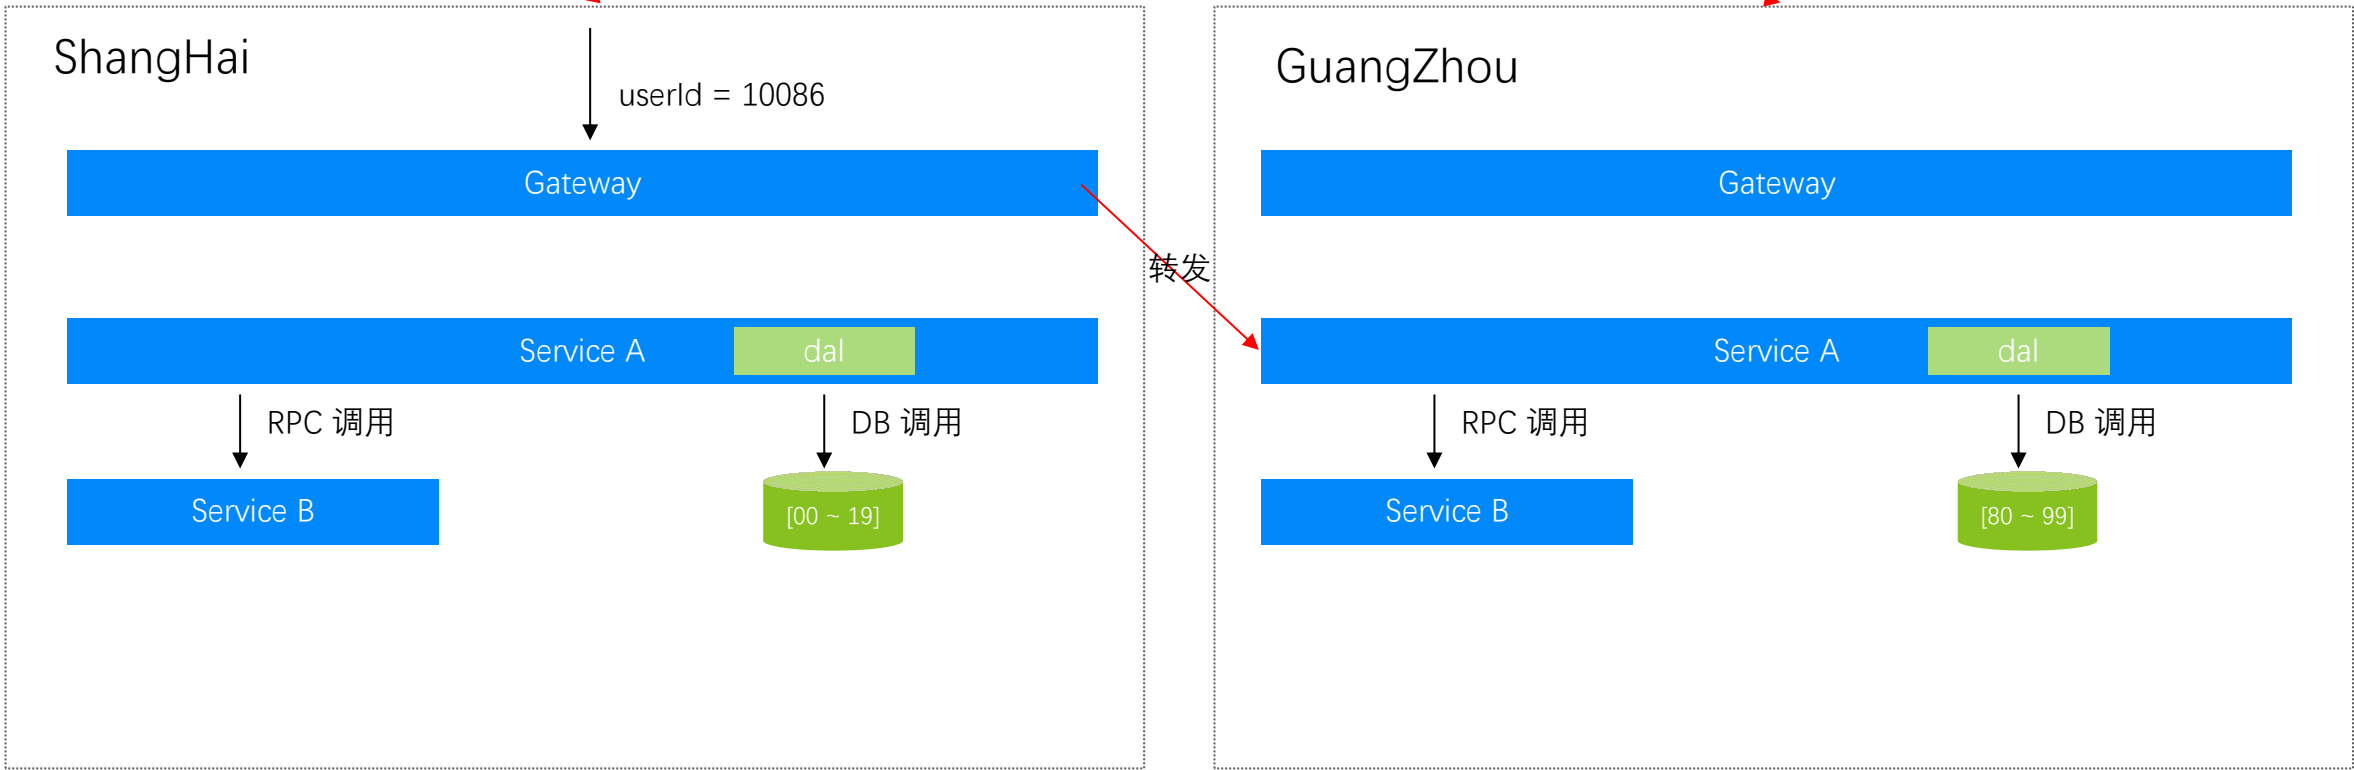 ShangHai
userId = 10086
Gateway
Service A
dal
RPC 调用
DB 调用
Service B
[00 ~ 19]
转发
GuangZhou
Gateway
Service A
dal
RPC 调用
DB 调用
Service B
[80 ~ 99]